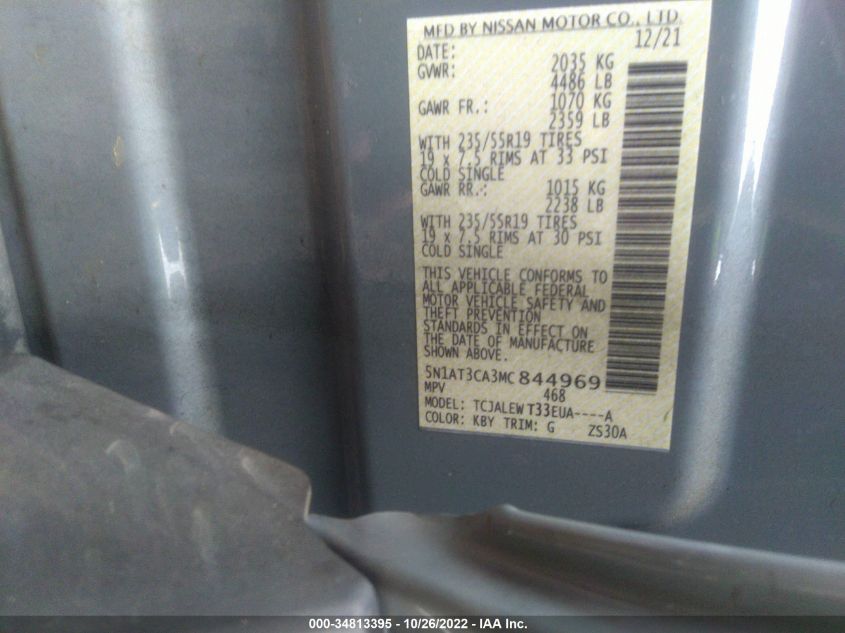 MFD BY NISSAN MOTOR CO., LTD.
DATE: 12/21
GVWR: 2035 KG
4486 LB
GAWR FR.: 1070 KG
2359 LB
WITH 235/55R19 TIRES
19 x 7.5 RIMS AT 33 PSI
COLD SINGLE
GAWR RR.: 1015 KG
2238 LB
WITH 235/55R19 TIRES
19 x 7.5 RIMS AT 30 PSI
COLD SINGLE
THIS VEHICLE CONFORMS TO
ALL APPLICABLE FEDERAL
MOTOR VEHICLE SAFETY AND
THEFT PREVENTION
STANDARDS IN EFFECT ON
THE DATE OF MANUFACTURE
SHOWN ABOVE.
5N1AT3CA3MC844969
MPV 468
MODEL: TCJALEWT33EUA----A
COLOR: KBY TRIM: G ZS30A
000-34813395 - 10/26/2022 - IAA Inc.